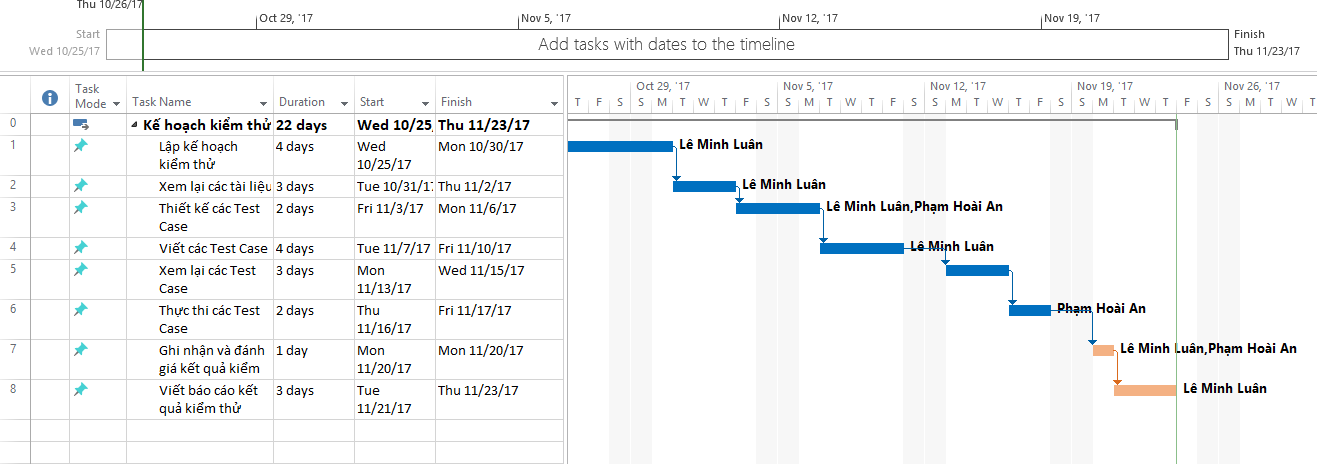 Thu 10/26/17
Oct 29, '17 Nov 5, '17 Nov 12, '17 Nov 19, '17
Start
Wed 10/25/17
Add tasks with dates to the timeline
Finish
Thu 11/23/17
Task Mode Task Name Duration Start Finish
Oct 29, '17 Nov 5, '17 Nov 12, '17 Nov 19, '17 Nov 26, '17
T F S S M T W T F S S M T W T F S S M T W T F S S M T W T F S S M T W T
0 Kế hoạch kiểm thử 22 days Wed 10/25, Thu 11/23/17
1 Lập kế hoạch kiểm thử 4 days Wed 10/25/17 Mon 10/30/17 Lê Minh Luân
2 Xem lại các tài liệu 3 days Tue 10/31/17 Thu 11/2/17 Lê Minh Luân
3 Thiết kế các Test Case 2 days Fri 11/3/17 Mon 11/6/17 Lê Minh Luân,Phạm Hoài An
4 Viết các Test Case 4 days Tue 11/7/17 Fri 11/10/17 Lê Minh Luân
5 Xem lại các Test Case 3 days Mon 11/13/17 Wed 11/15/17
6 Thực thi các Test Case 2 days Thu 11/16/17 Fri 11/17/17 Phạm Hoài An
7 Ghi nhận và đánh giá kết quả kiểm 1 day Mon 11/20/17 Mon 11/20/17 Lê Minh Luân,Phạm Hoài An
8 Viết báo cáo kết quả kiểm thử 3 days Tue 11/21/17 Thu 11/23/17 Lê Minh Luân